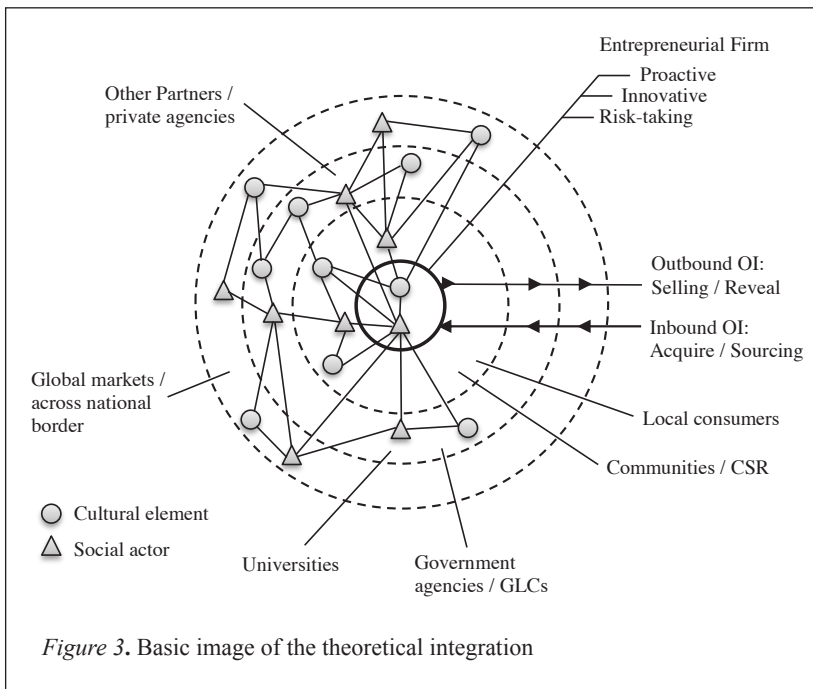 Entrepreneurial Firm
Proactive
Innovative
Risk-taking
Other Partners /
private agencies
Outbound OI:
Selling / Reveal
Inbound OI:
Acquire / Sourcing
Global markets /
across national
border
Local consumers
Communities / CSR
Cultural element
Social actor
Universities
Government
agencies / GLCs
Figure 3. Basic image of the theoretical integration